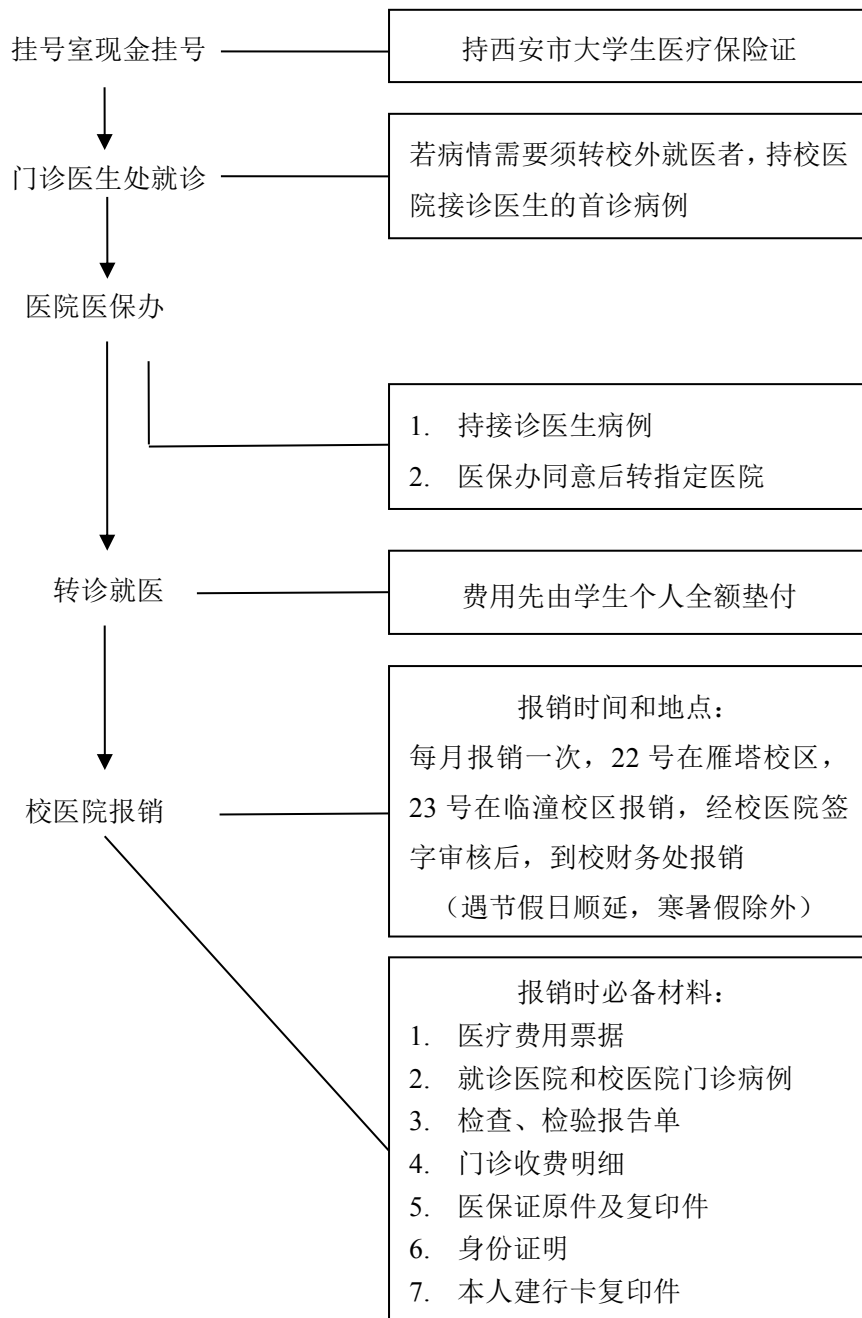 挂号室现金挂号
持西安市大学生医疗保险证
门诊医生处就诊
若病情需要须转校外就医者，持校医
院接诊医生的首诊病例
医院医保办
1. 持接诊医生病例
2. 医保办同意后转指定医院
转诊就医
费用先由学生个人全额垫付
校医院报销
报销时间和地点：
每月报销一次，22 号在雁塔校区，
23 号在临潼校区报销，经校医院签
字审核后，到校财务处报销
（遇节假日顺延，寒暑假除外）
报销时必备材料：
1. 医疗费用票据
2. 就诊医院和校医院门诊病例
3. 检查、检验报告单
4. 门诊收费明细
5. 医保证原件及复印件
6. 身份证明
7. 本人建行卡复印件